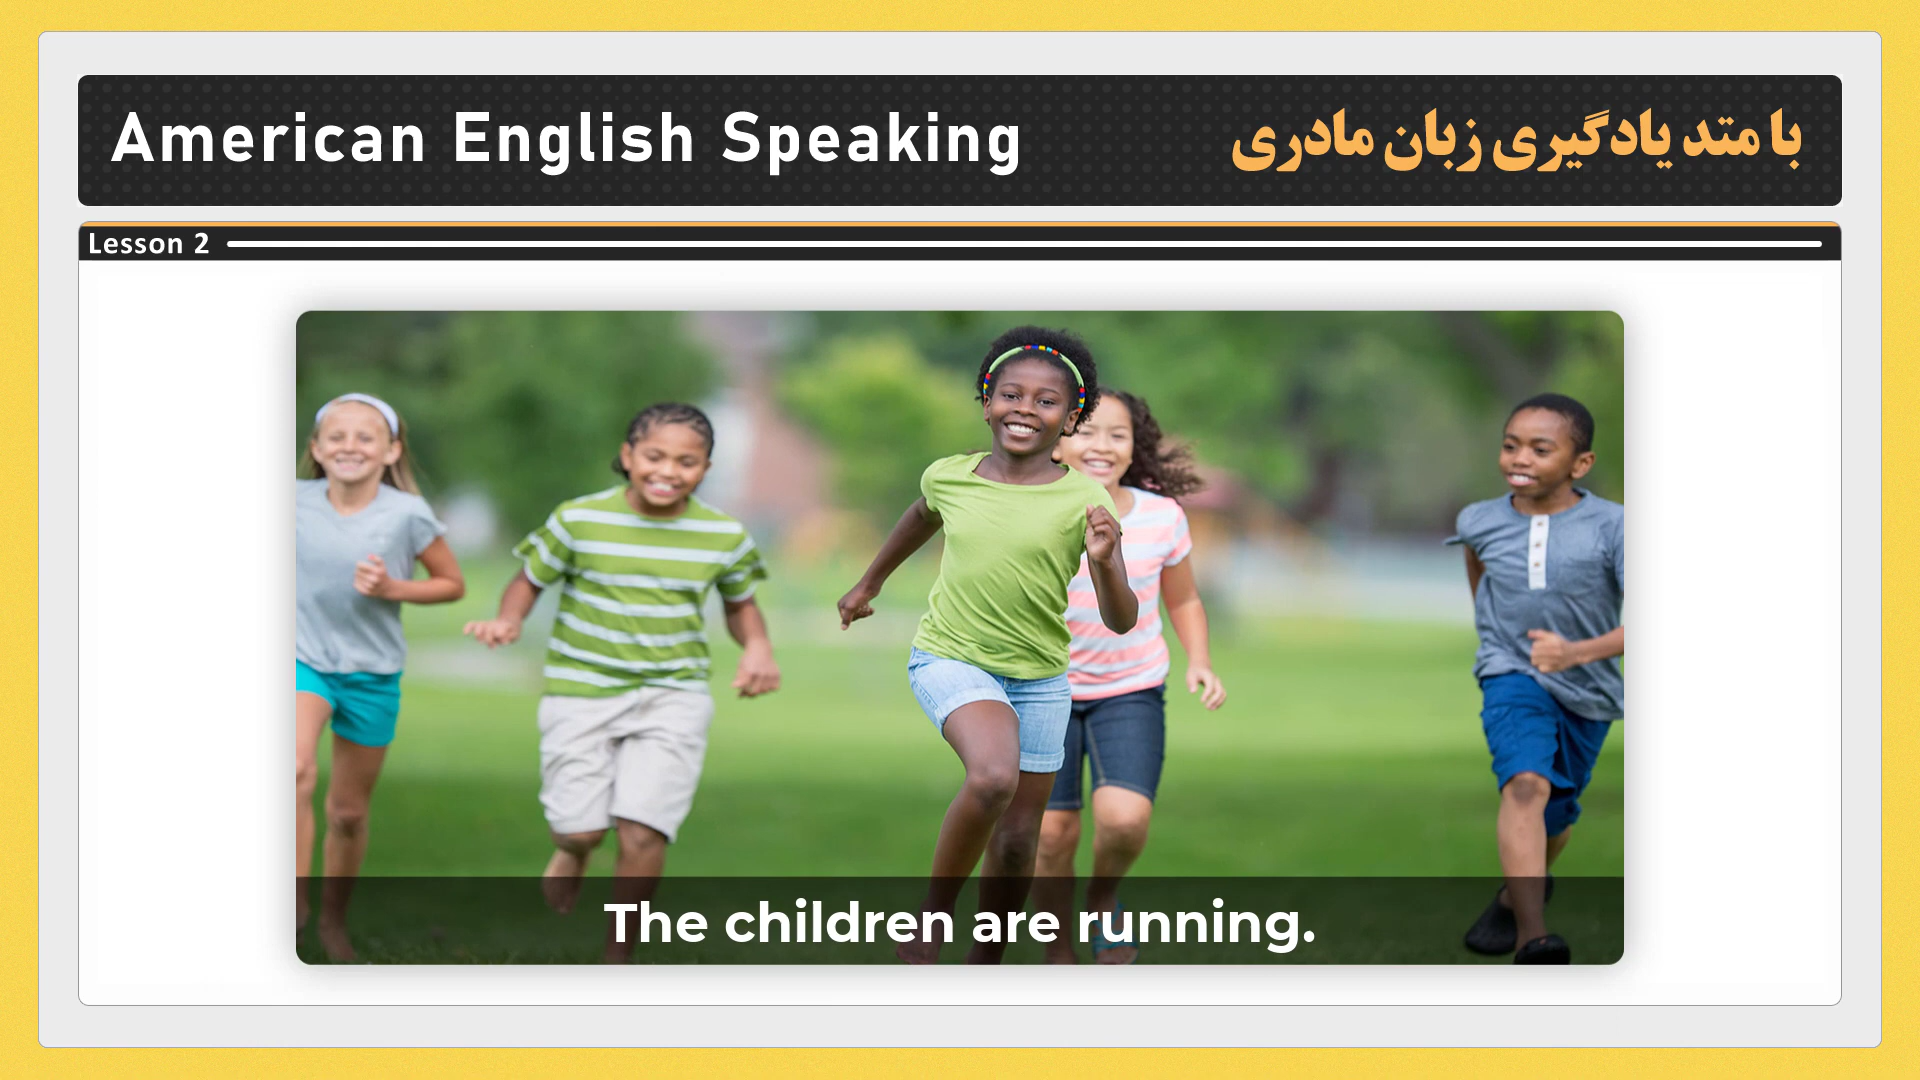 American English Speaking
با متد یادگیری زبان مادری
Lesson 2
The children are running.